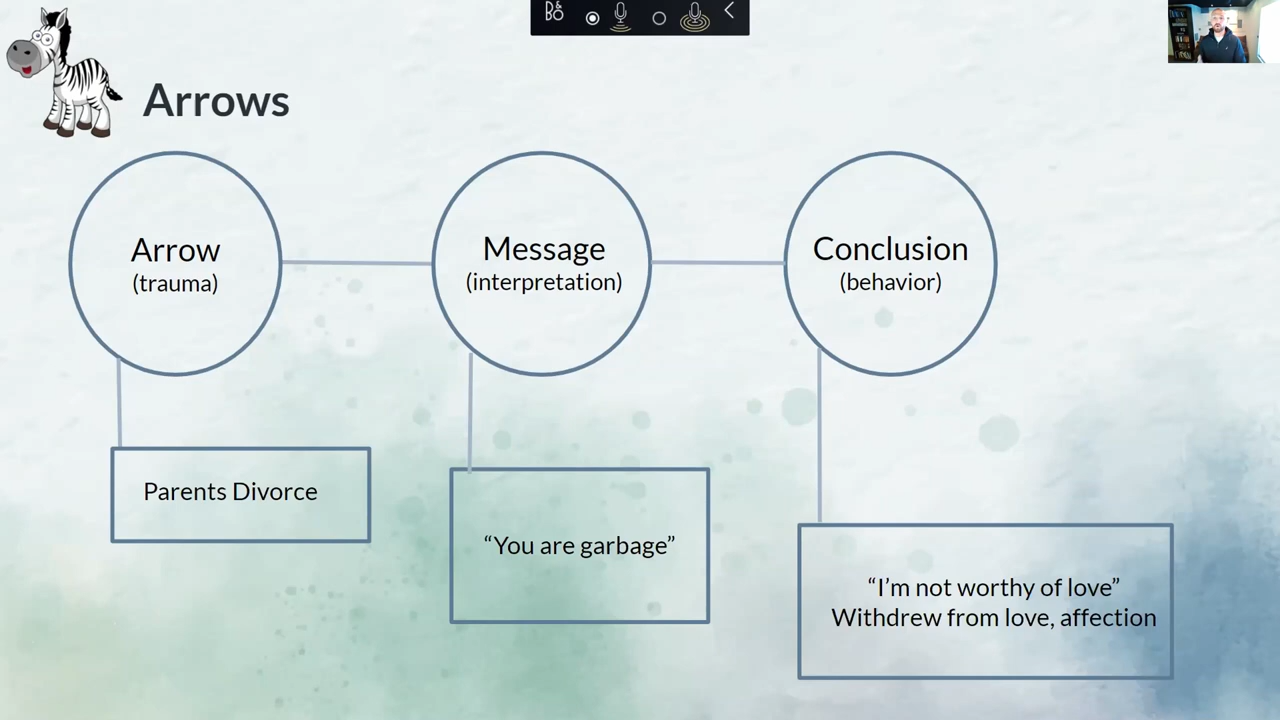 Arrows
Arrow
(trauma)
Message
(interpretation)
Conclusion
(behavior)
Parents Divorce
“You are garbage”
“I’m not worthy of love”
Withdrew from love, affection